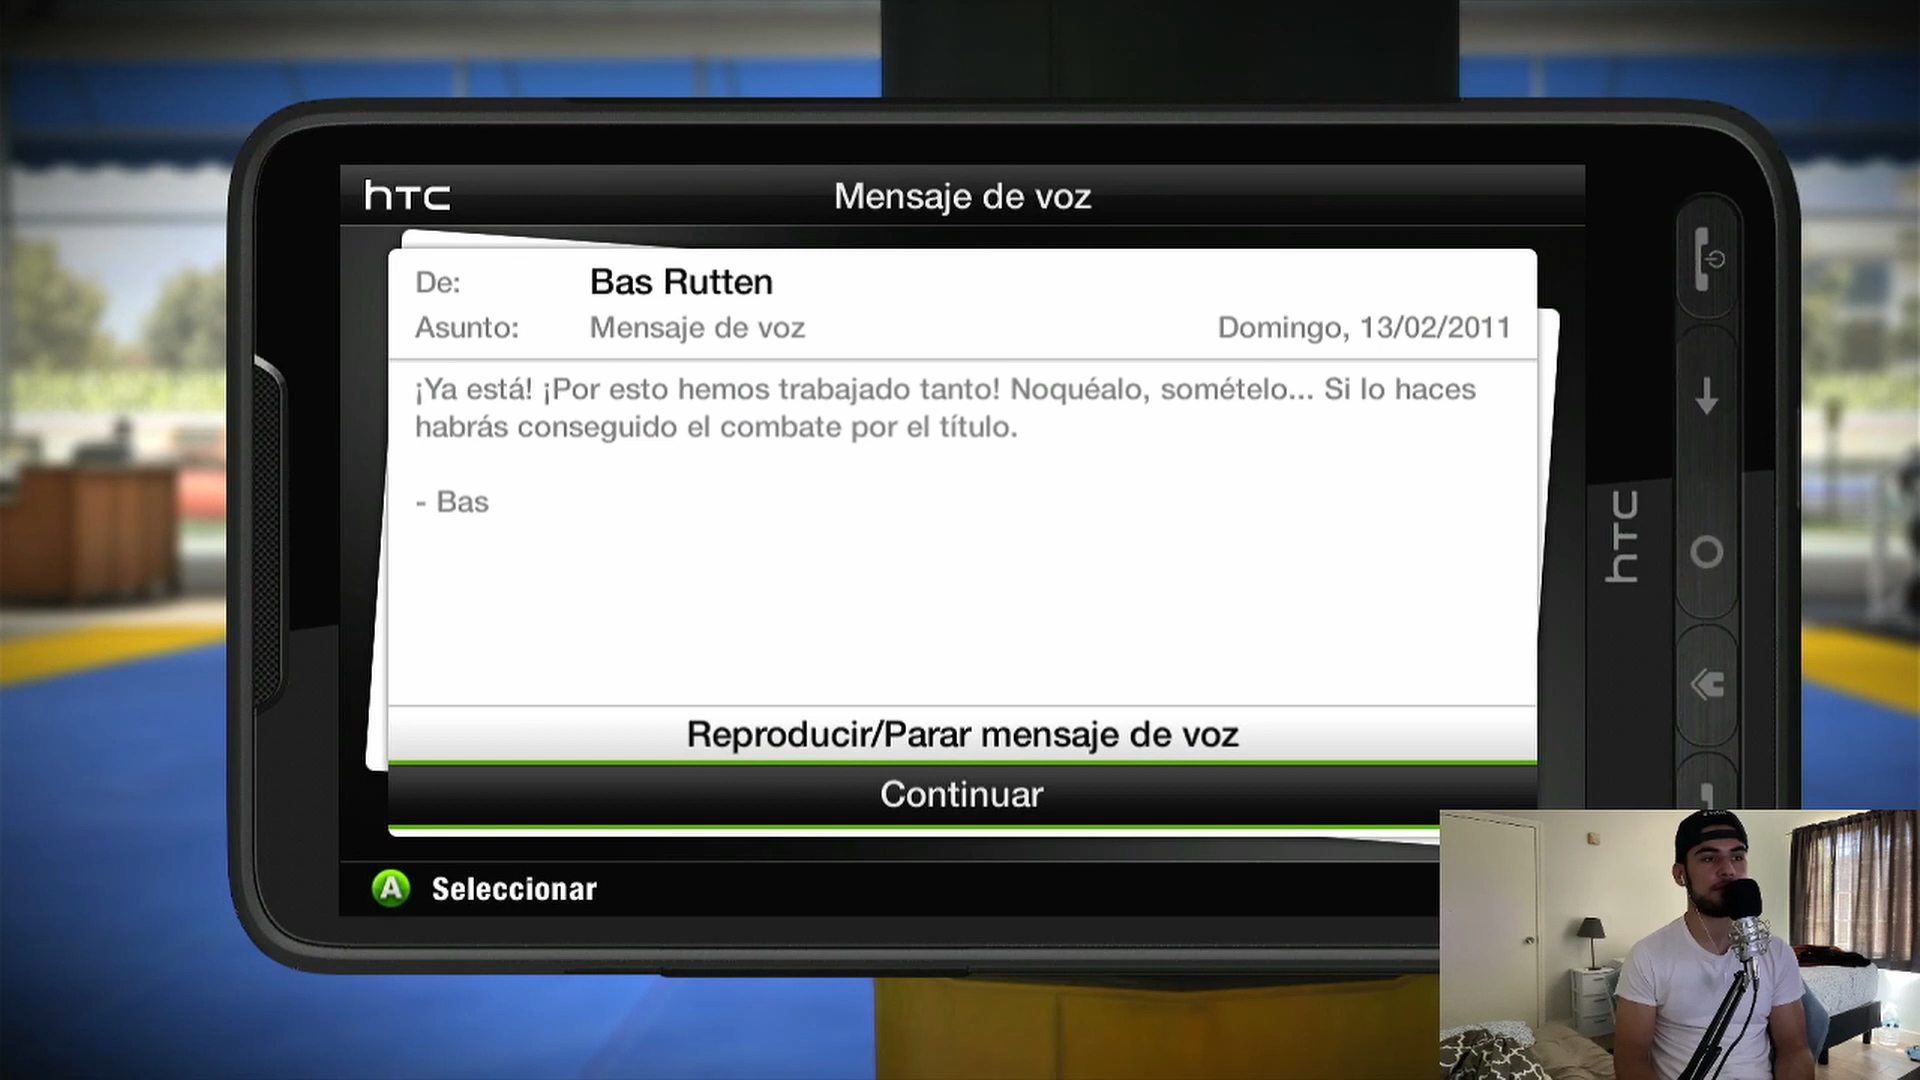 hTC
Mensaje de voz
De: Bas Rutten
Asunto: Mensaje de voz Domingo, 13/02/2011
¡Ya está! ¡Por esto hemos trabajado tanto! Noquéalo, somételo... Si lo haces
habrás conseguido el combate por el título.
- Bas
Reproducir/Parar mensaje de voz
Continuar
A Seleccionar
hTC